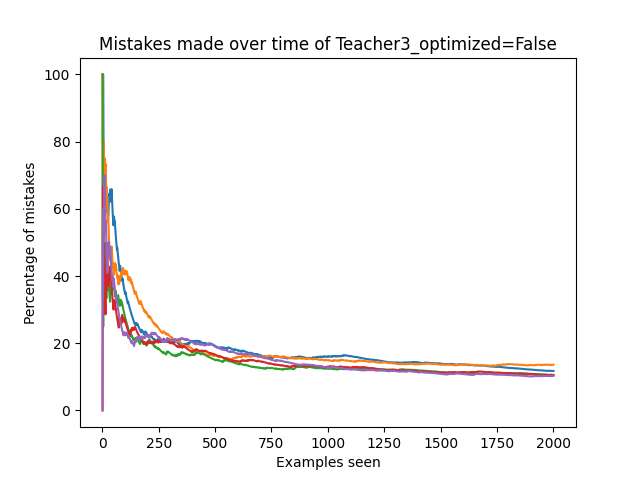 Mistakes made over time of Teacher3_optimized=False
100
80
60
40
20
0
Percentage of mistakes
0 250 500 750 1000 1250 1500 1750 2000
Examples seen